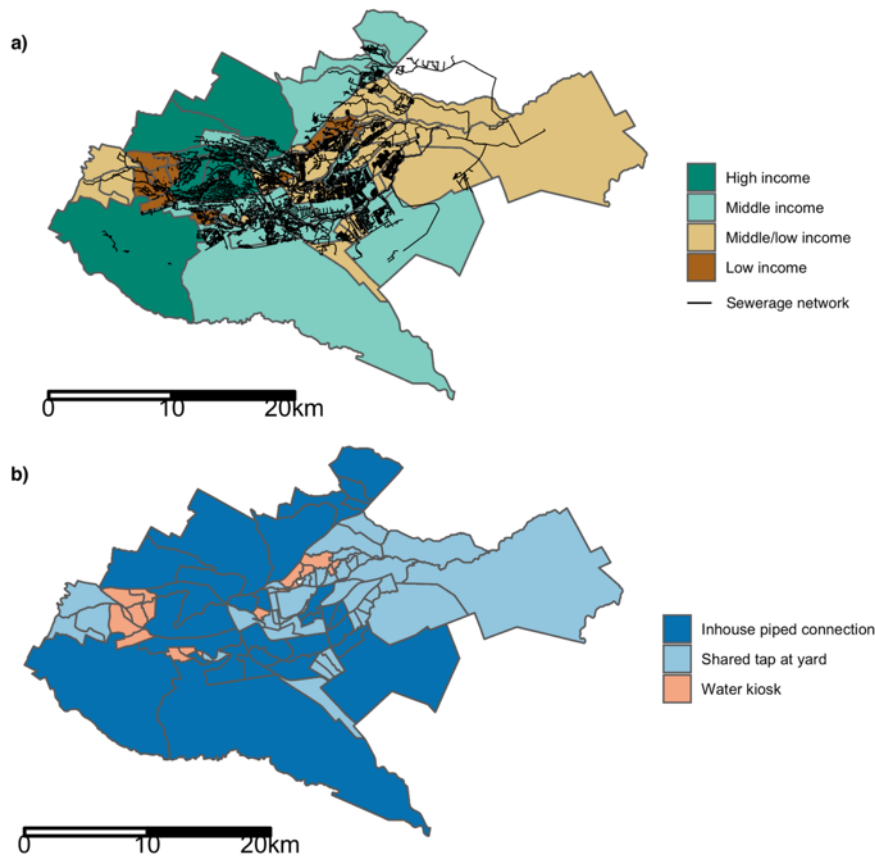 a)
High income
Middle income
Middle/low income
Low income
Sewerage network
0 10 20km
b)
Inhouse piped connection
Shared tap at yard
Water kiosk
0 10 20km